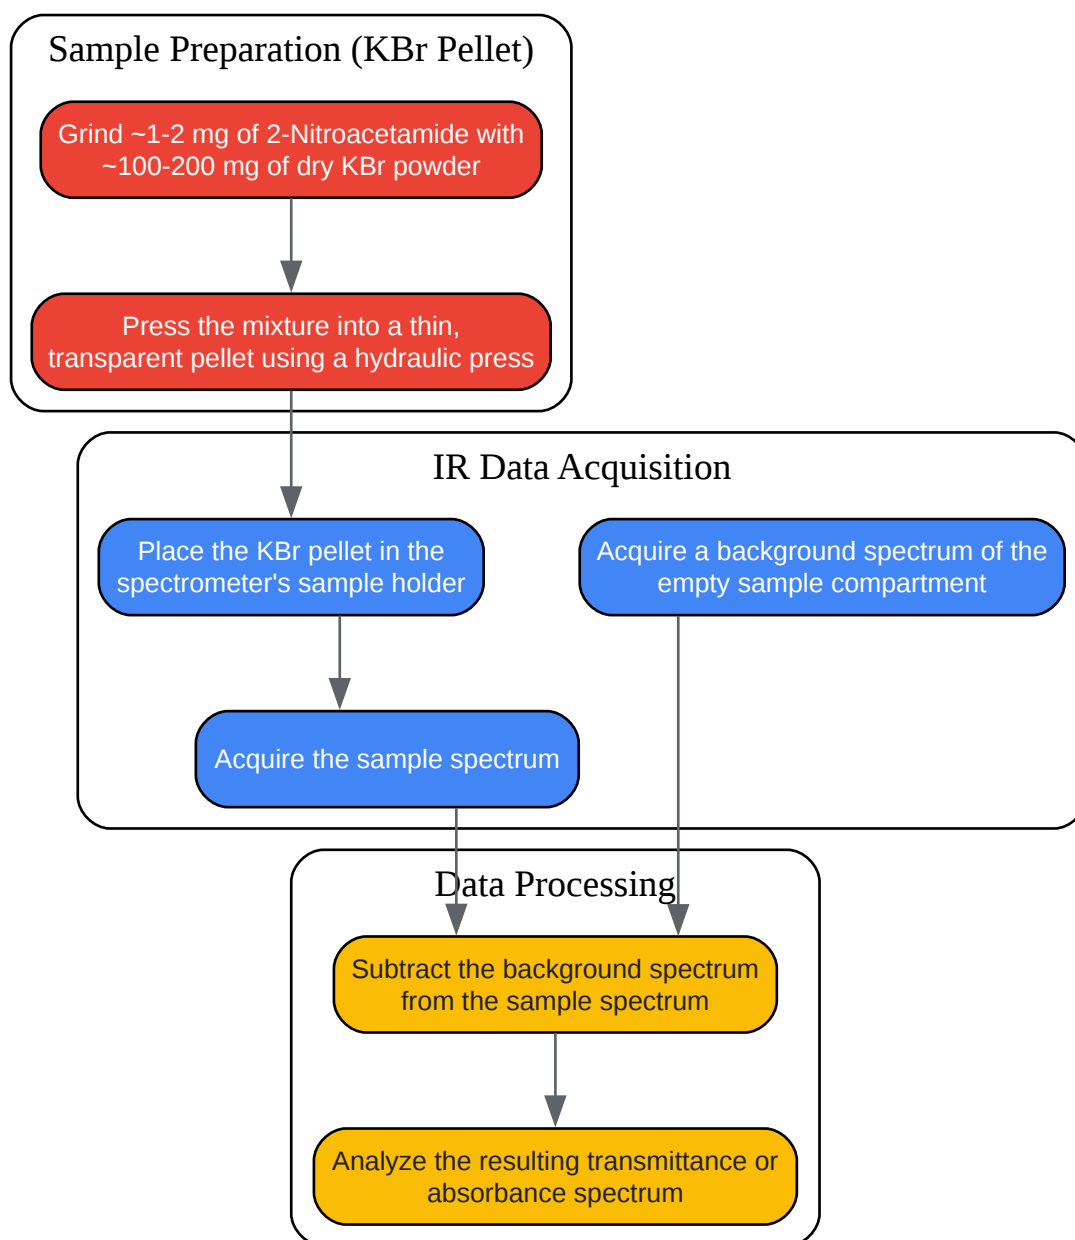 Sample Preparation (KBr Pellet)
Grind ~1-2 mg of 2-Nitroacetamide with
~100-200 mg of dry KBr powder
Press the mixture into a thin,
transparent pellet using a hydraulic press
IR Data Acquisition
Place the KBr pellet in the
spectrometer's sample holder
Acquire a background spectrum of the
empty sample compartment
Acquire the sample spectrum
Data Processing
Subtract the background spectrum
from the sample spectrum
Analyze the resulting transmittance or
absorbance spectrum